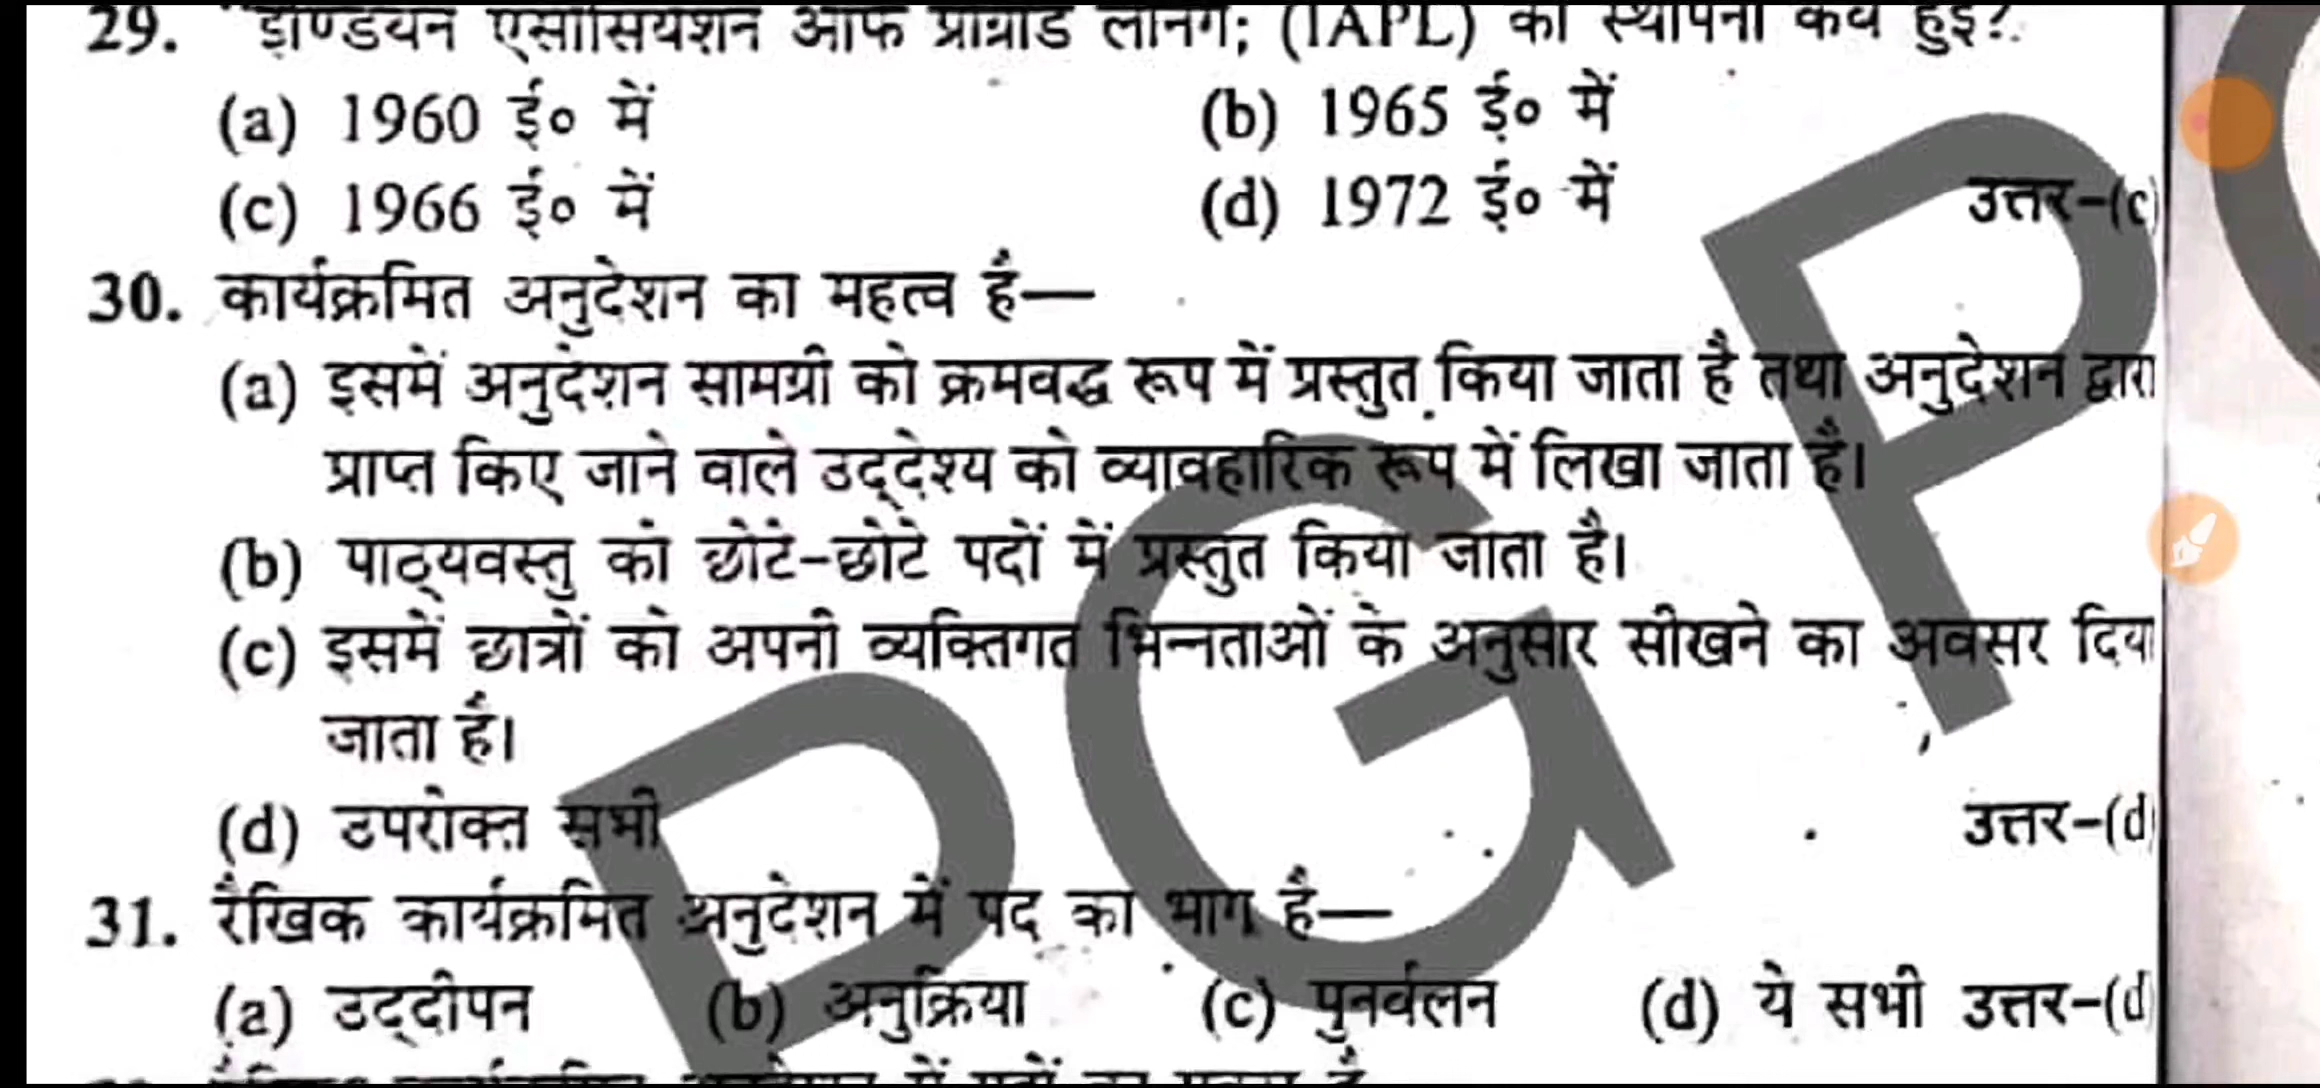 29. "इण्डियन एसोसियेशन ऑफ प्रोग्राम्ड लर्निंग; (IAPL) की स्थापना कब हुई?
(a) 1960 ई० में (b) 1965 ई० में
(c) 1966 ई० में (d) 1972 ई० में उत्तर-(c)
30. कार्यक्रमित अनुदेशन का महत्व है—
(a) इसमें अनुदेशन सामग्री को क्रमवद्ध रूप में प्रस्तुत किया जाता है तथा अनुदेशन द्वारा
प्राप्त किए जाने वाले उद्देश्य को व्यावहारिक रूप में लिखा जाता है।
(b) पाठ्यवस्तु को छोटे-छोटे पदों में प्रस्तुत किया जाता है।
(c) इसमें छात्रों को अपनी व्यक्तिगत भिन्नताओं के अनुसार सीखने का अवसर दिया
जाता है।
(d) उपरोक्त सभी उत्तर-(d)
31. रैखिक कार्यक्रमित अनुदेशन में पद का भाग है—
(a) उद्दीपन (b) अनुक्रिया (c) पुनर्वलन (d) ये सभी उत्तर-(d)
P G P